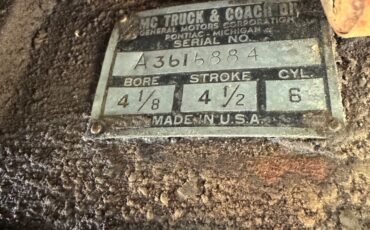 MC TRUCK & COACH DIV
GENERAL MOTORS CORPORATION
PONTIAC - MICHIGAN
SERIAL NO.
BORE STROKE CYL.
4 1/8 4 1/2 6
MADE IN U.S.A.